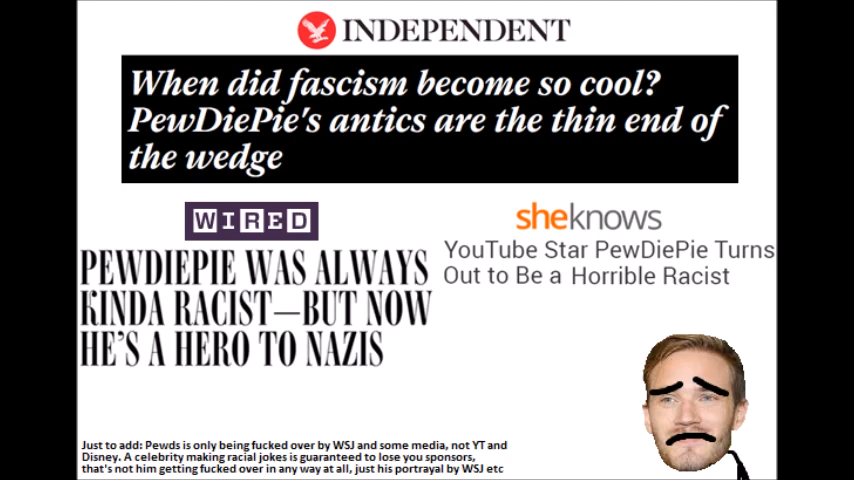 INDEPENDENT
When did fascism become so cool?
PewDiePie's antics are the thin end of
the wedge
WIRED
PEWDIEPIE WAS ALWAYS
KINDA RACIST—BUT NOW
HE'S A HERO TO NAZIS
sheknows
YouTube Star PewDiePie Turns
Out to Be a Horrible Racist
Just to add: Pewds is only being fucked over by WSJ and some media, not YT and
Disney. A celebrity making racial jokes is guaranteed to lose you sponsors,
that's not him getting fucked over in any way at all, just his portrayal by WSJ etc